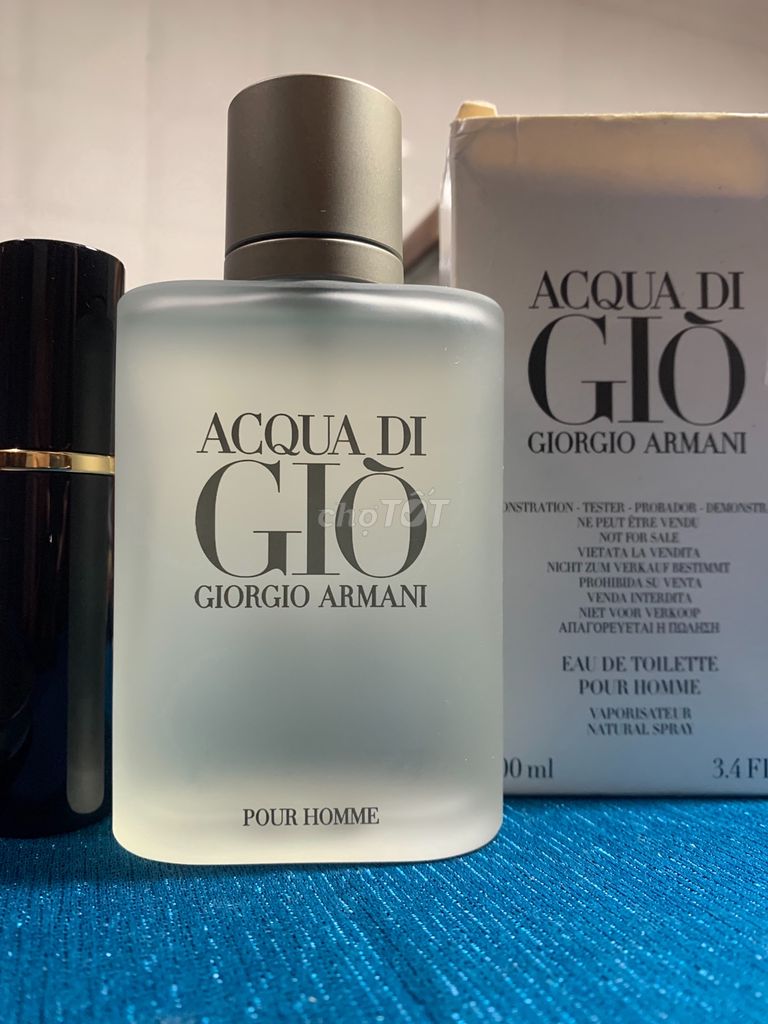 ACQUA DI
GIÒ
GIORGIO ARMANI
POUR HOMME
chợTỐT
ACQUA DI
GIÒ
GIORGIO ARMANI
ONSTRATION - TESTER - PROBADOR - DEMONSTRA
NE PEUT ÊTRE VENDU
NOT FOR SALE
VIETATA LA VENDITA
NICHT ZUM VERKAUF BESTIMMT
PROHIBIDA SU VENTA
VENDA INTERDITA
NIET VOOR VERKOOP
ΑΠΑΓΟΡΕΥΕΤΑΙ Η ΠΩΛΗΣΗ
EAU DE TOILETTE
POUR HOMME
VAPORISATEUR
NATURAL SPRAY
00 ml 3.4 Fl